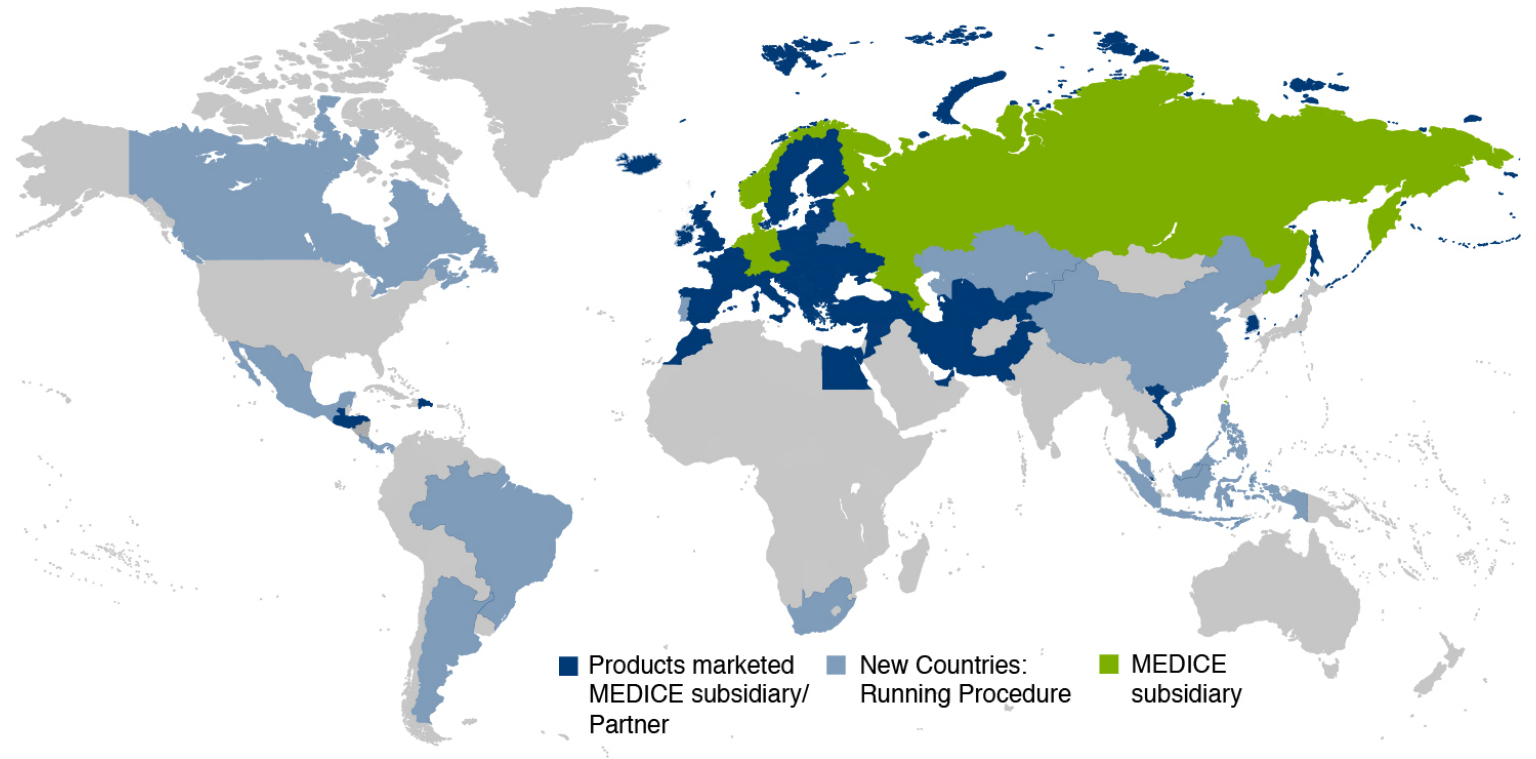 Products marketed
MEDICE subsidiary/
Partner
New Countries:
Running Procedure
MEDICE
subsidiary